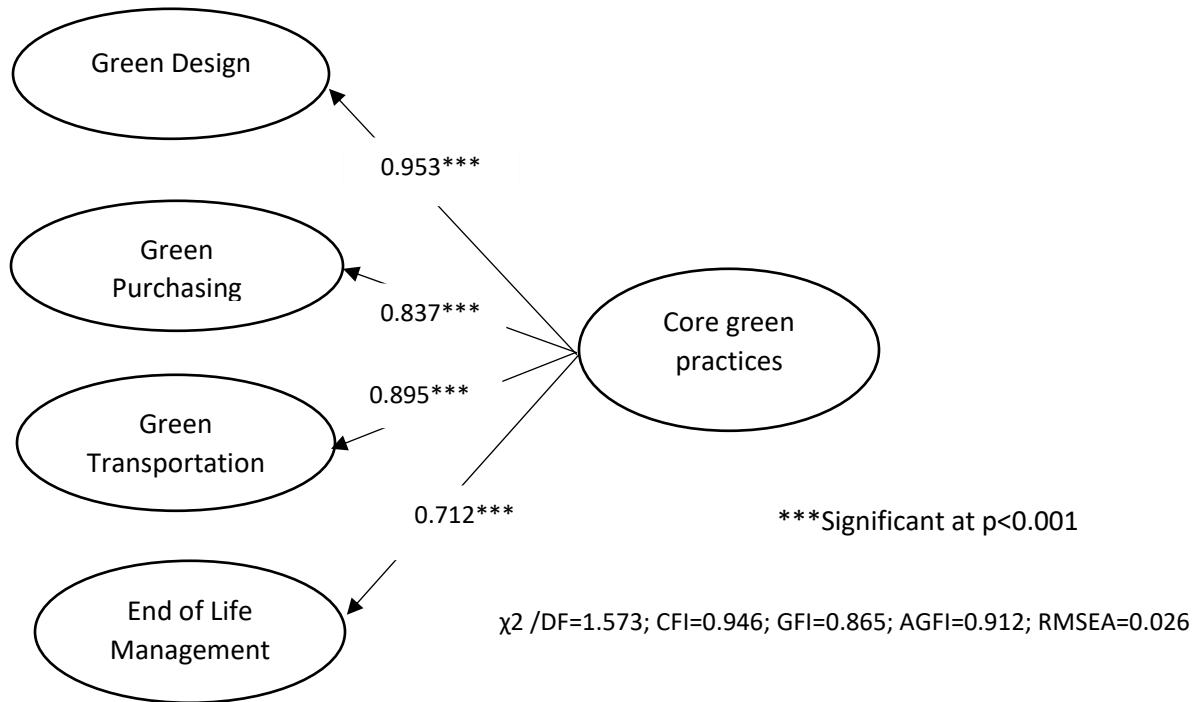 Green Design
0.953***
Green
Purchasing
0.837***
Core green
practices
0.895***
Green
Transportation
0.712***
***Significant at p<0.001
End of Life
Management
χ2 /DF=1.573; CFI=0.946; GFI=0.865; AGFI=0.912; RMSEA=0.026